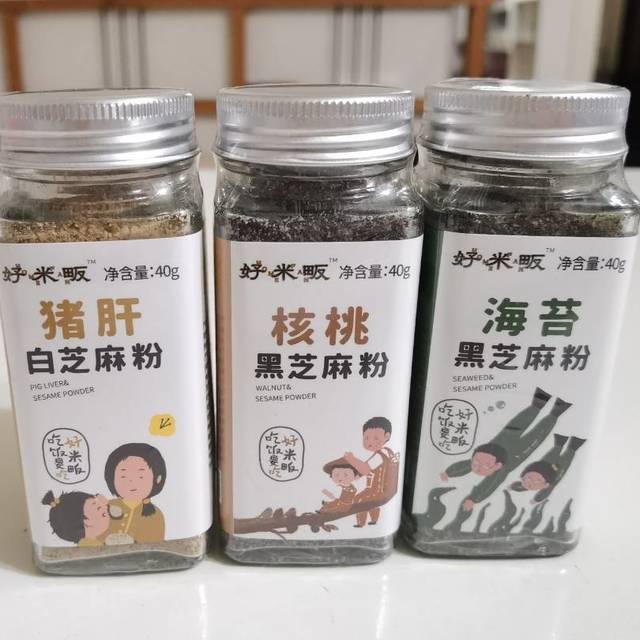 好米畈™ 净含量:40g
猪肝
白芝麻粉
PIG LIVER&
SESAME POWDER
好米畈
吃饭是吃
好米畈™ 净含量:40g
核桃
黑芝麻粉
WALNUT&
SESAME POWDER
好米畈
吃饭是吃
好米畈™ 净含量:40g
海苔
黑芝麻粉
SEAWEED&
SESAME POWDER
好米畈
吃饭是吃